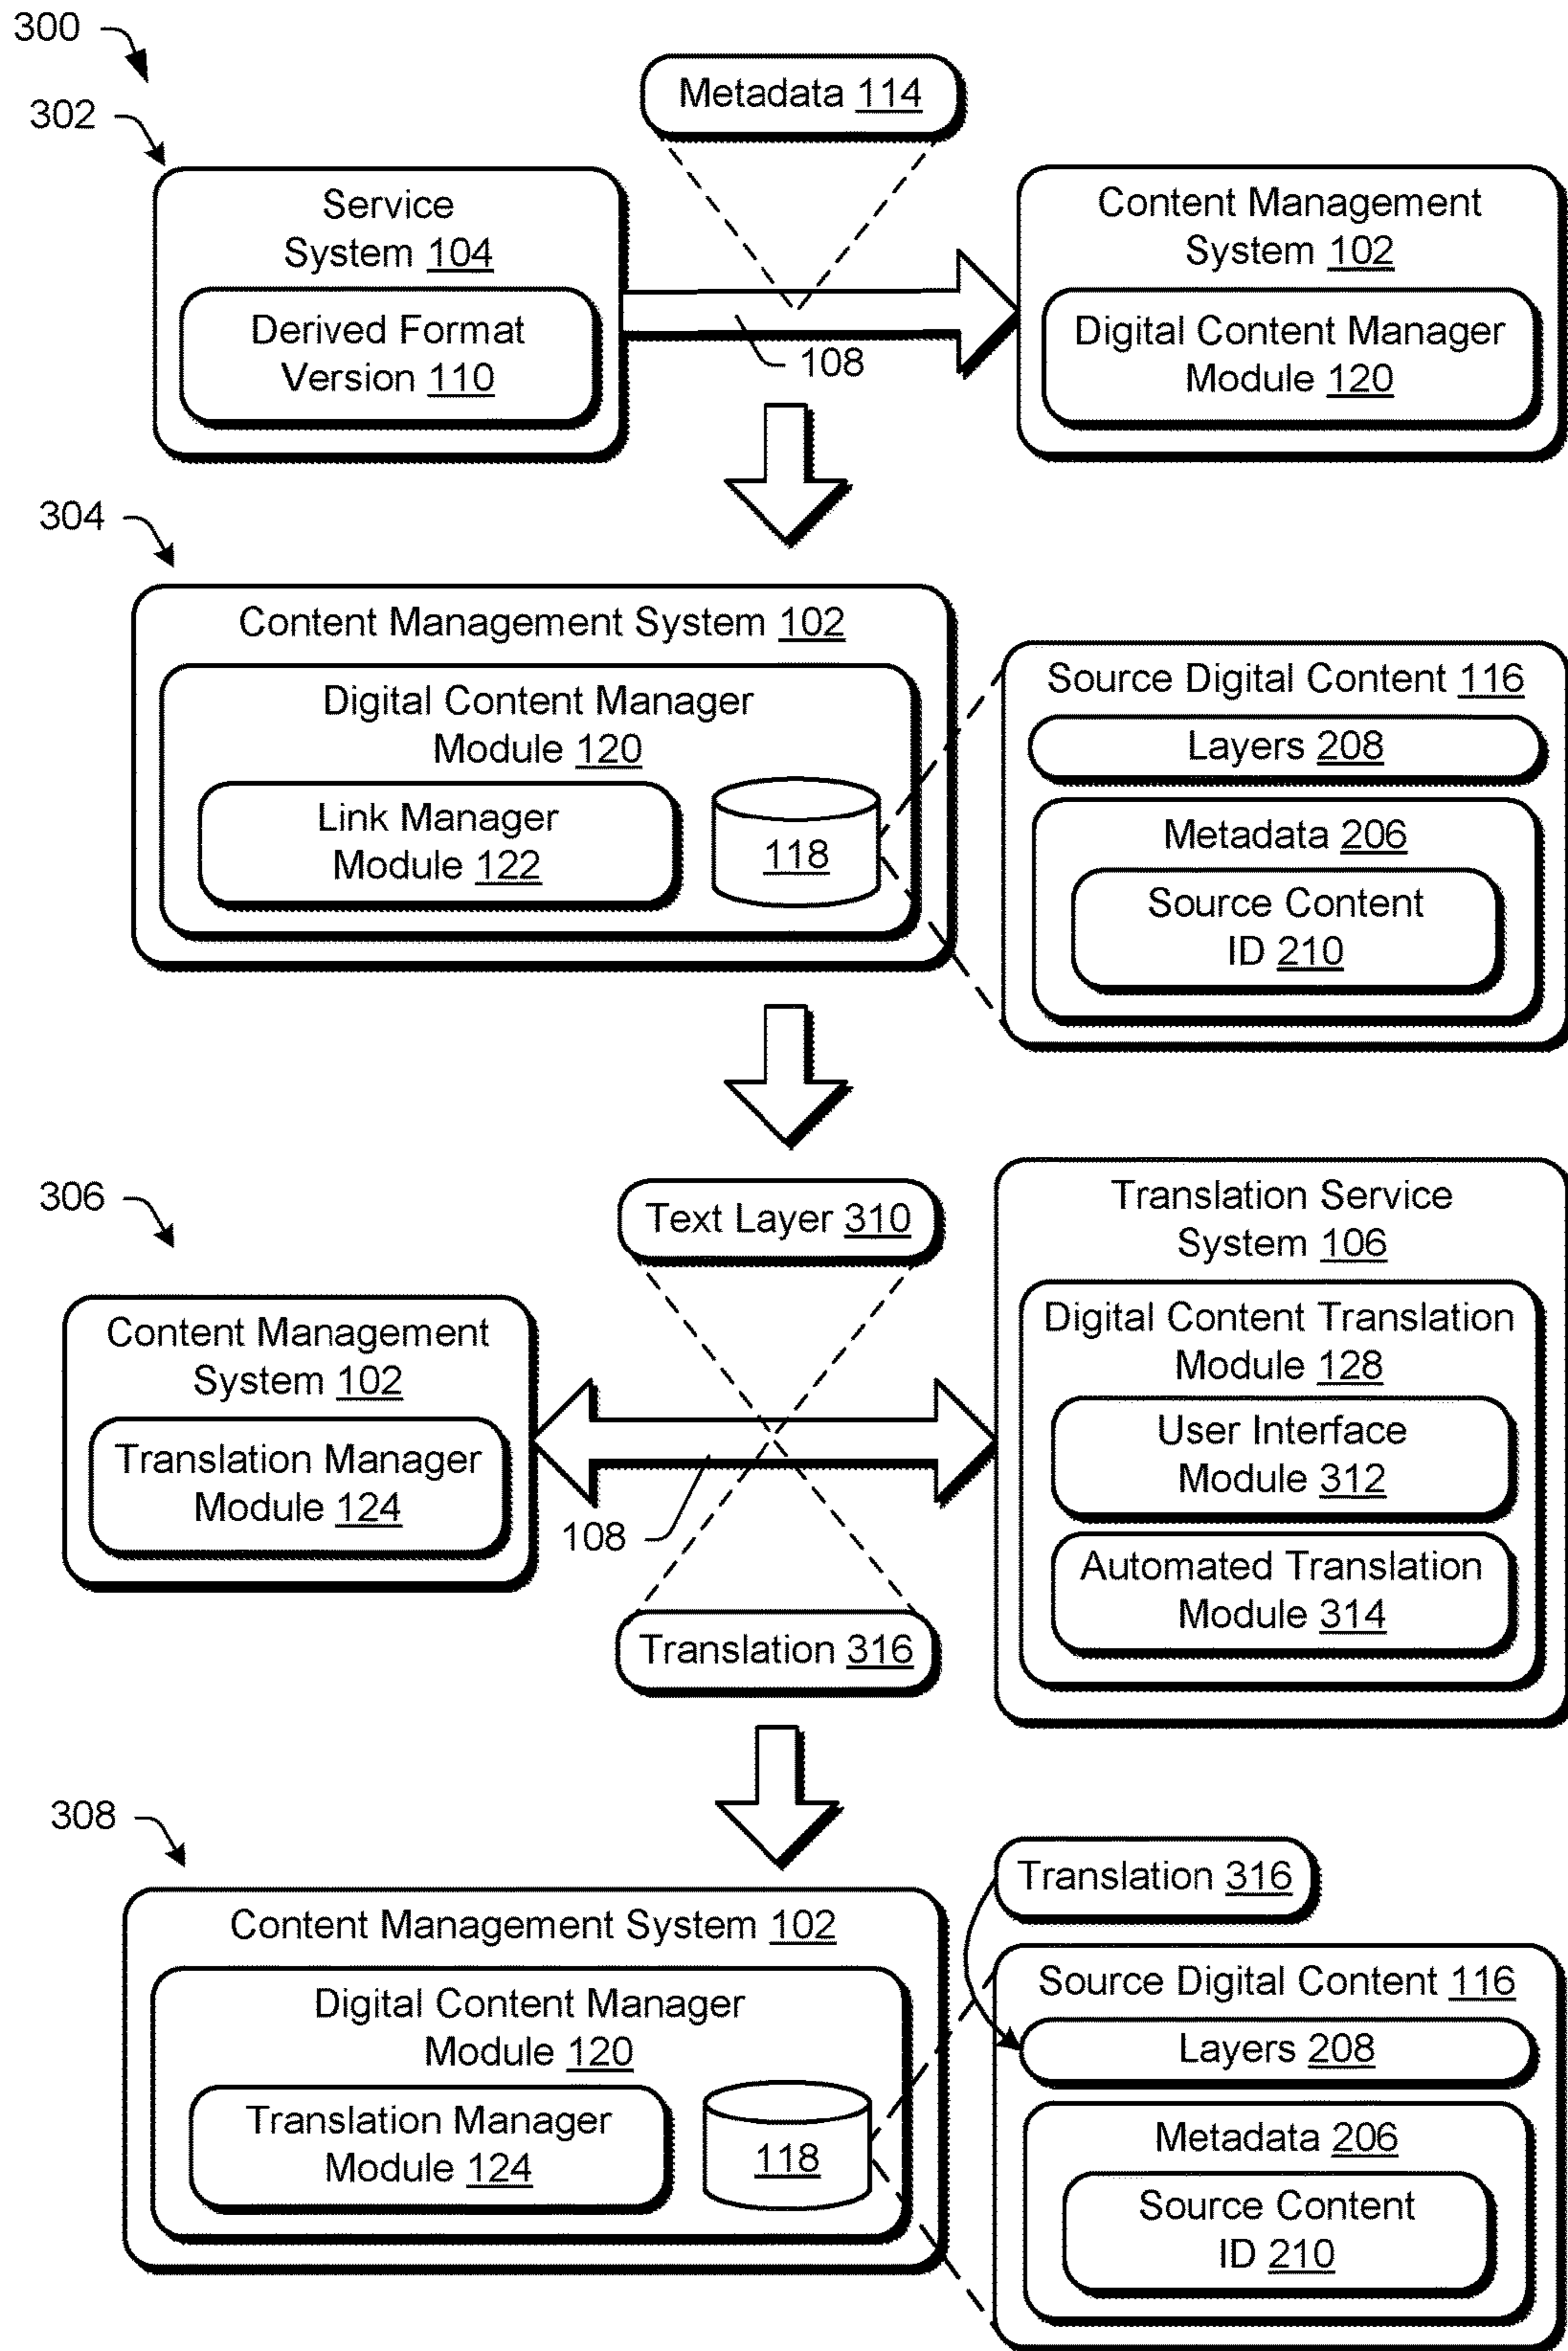 300
302
Metadata 114
Service
System 104
Derived Format
Version 110
108
Content Management
System 102
Digital Content Manager
Module 120
304
Content Management System 102
Digital Content Manager
Module 120
Link Manager
Module 122
118
Source Digital Content 116
Layers 208
Metadata 206
Source Content
ID 210
306
Text Layer 310
Content Management
System 102
Translation Manager
Module 124
108
Translation 316
Translation Service
System 106
Digital Content Translation
Module 128
User Interface
Module 312
Automated Translation
Module 314
308
Content Management System 102
Digital Content Manager
Module 120
Translation Manager
Module 124
118
Translation 316
Source Digital Content 116
Layers 208
Metadata 206
Source Content
ID 210